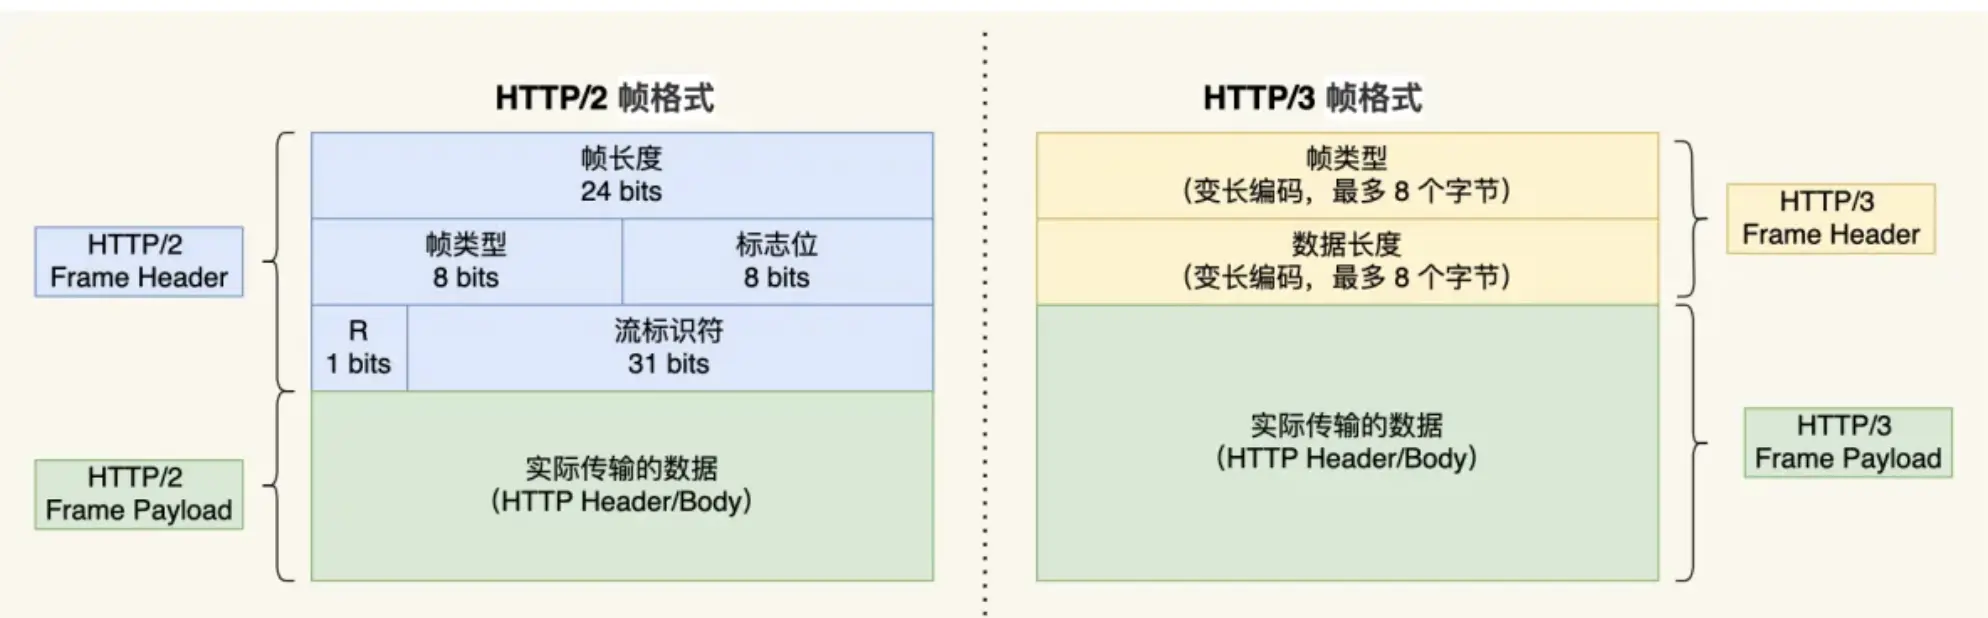 HTTP/2 帧格式
HTTP/2
Frame Header
帧长度
24 bits
帧类型
8 bits
标志位
8 bits
R
1 bits
流标识符
31 bits
HTTP/2
Frame Payload
实际传输的数据
（HTTP Header/Body）
HTTP/3 帧格式
帧类型
（变长编码，最多 8 个字节）
数据长度
（变长编码，最多 8 个字节）
HTTP/3
Frame Header
实际传输的数据
（HTTP Header/Body）
HTTP/3
Frame Payload